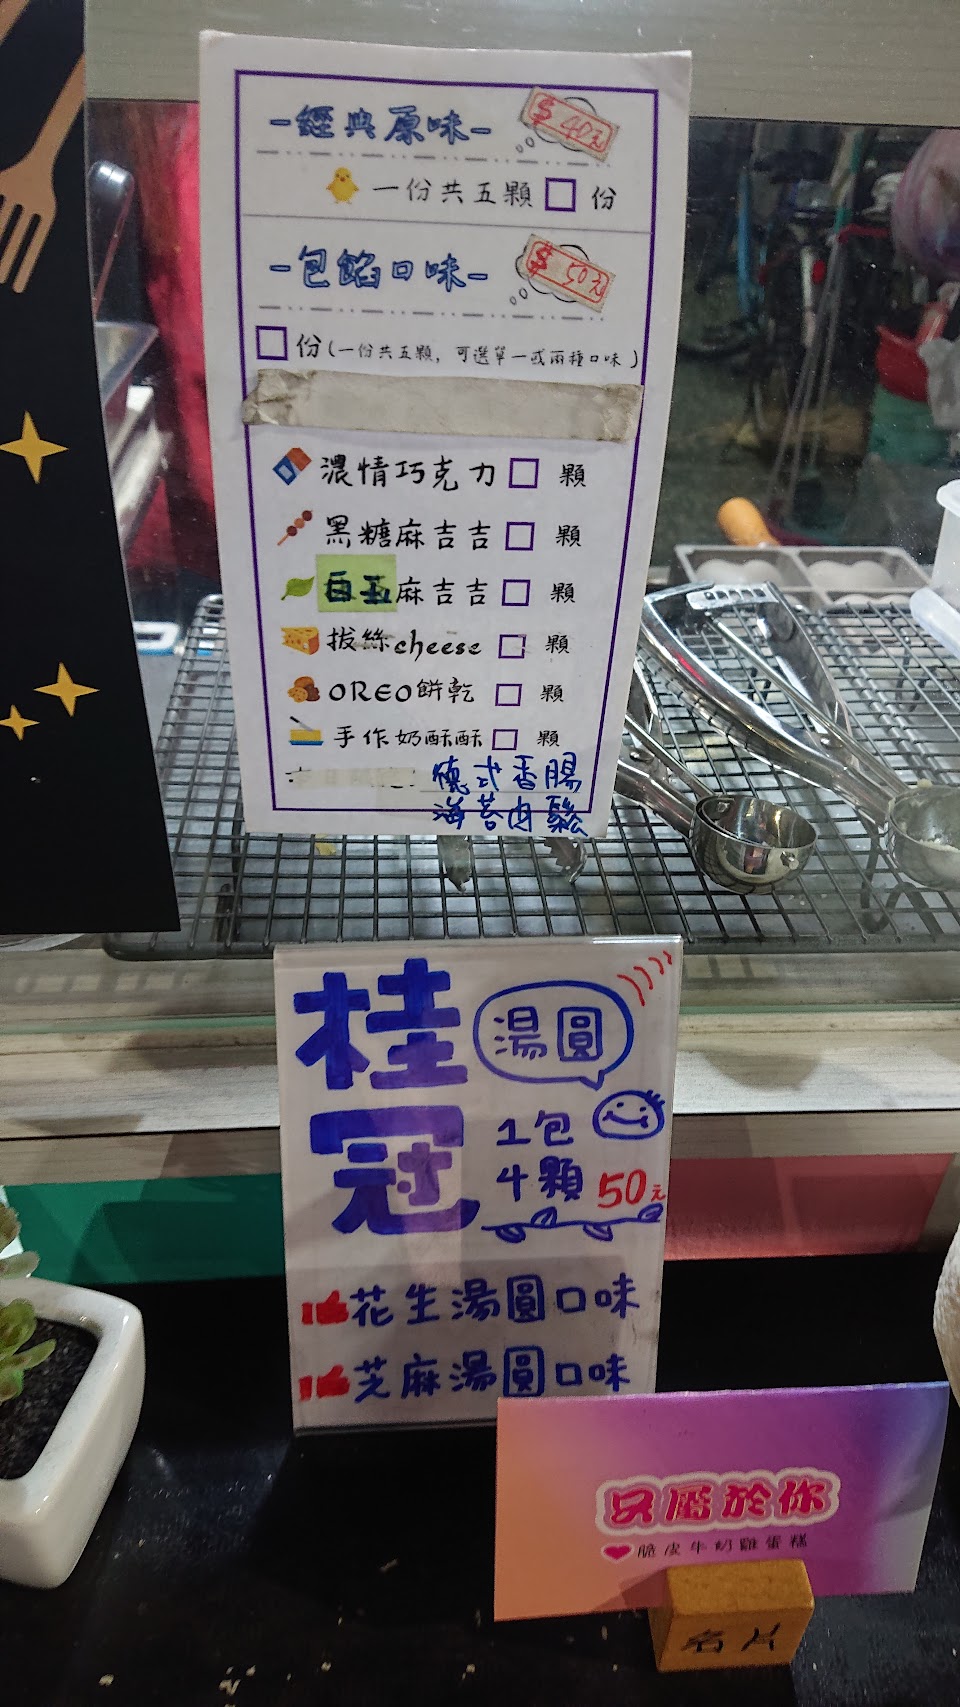 -經典原味-
$40元
一份共五顆 份
-包餡口味-
$50元
份(一份共五顆, 可選單一或兩種口味)
濃情巧克力 顆
黑糖麻吉吉 顆
白玉麻吉吉 顆
拔絲cheese 顆
OREO餅乾 顆
手作奶酥酥 顆
德式香腸
海苔肉鬆
桂冠
湯圓
1包
4顆 50元
花生湯圓口味
芝麻湯圓口味
只屬於你
脆皮牛奶雞蛋糕
名片